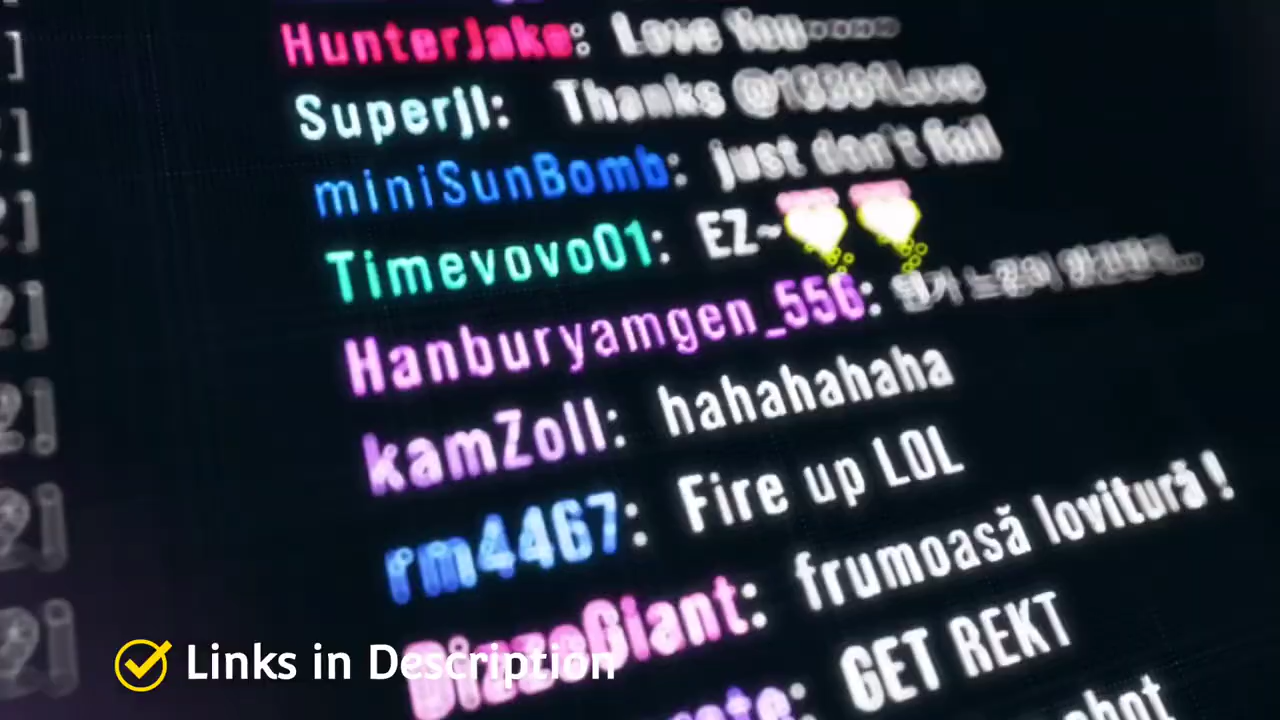 HunterJake: Love You
Superjl: Thanks
miniSunBomb: just don't fail
Timevovo01: EZ~
Hanburyamgen_556:
kamZoll: hahahahaha
rm4467: Fire up LOL
Giant: frumoasă lovitură!
GET REKT
Links in Description